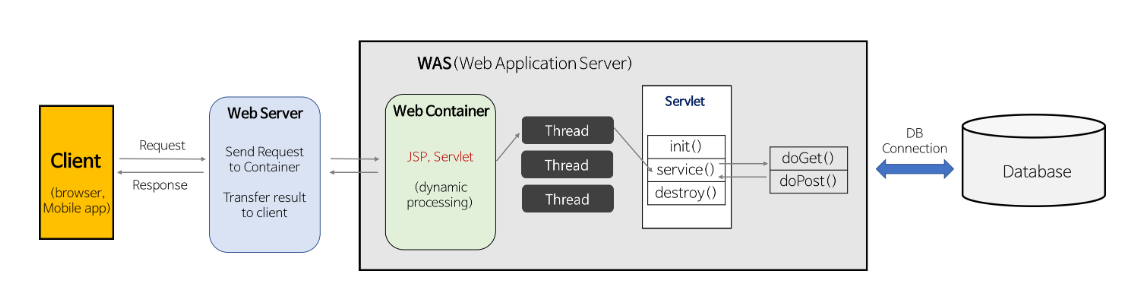 WAS(Web Application Server)
Client
(browser,
Mobile app)
Request
Response
Web Server
Send Request
to Container
Transfer result
to client
Web Container
JSP, Servlet
(dynamic
processing)
Thread
Thread
Thread
Servlet
init()
service()
destroy()
doGet()
doPost()
DB
Connection
Database